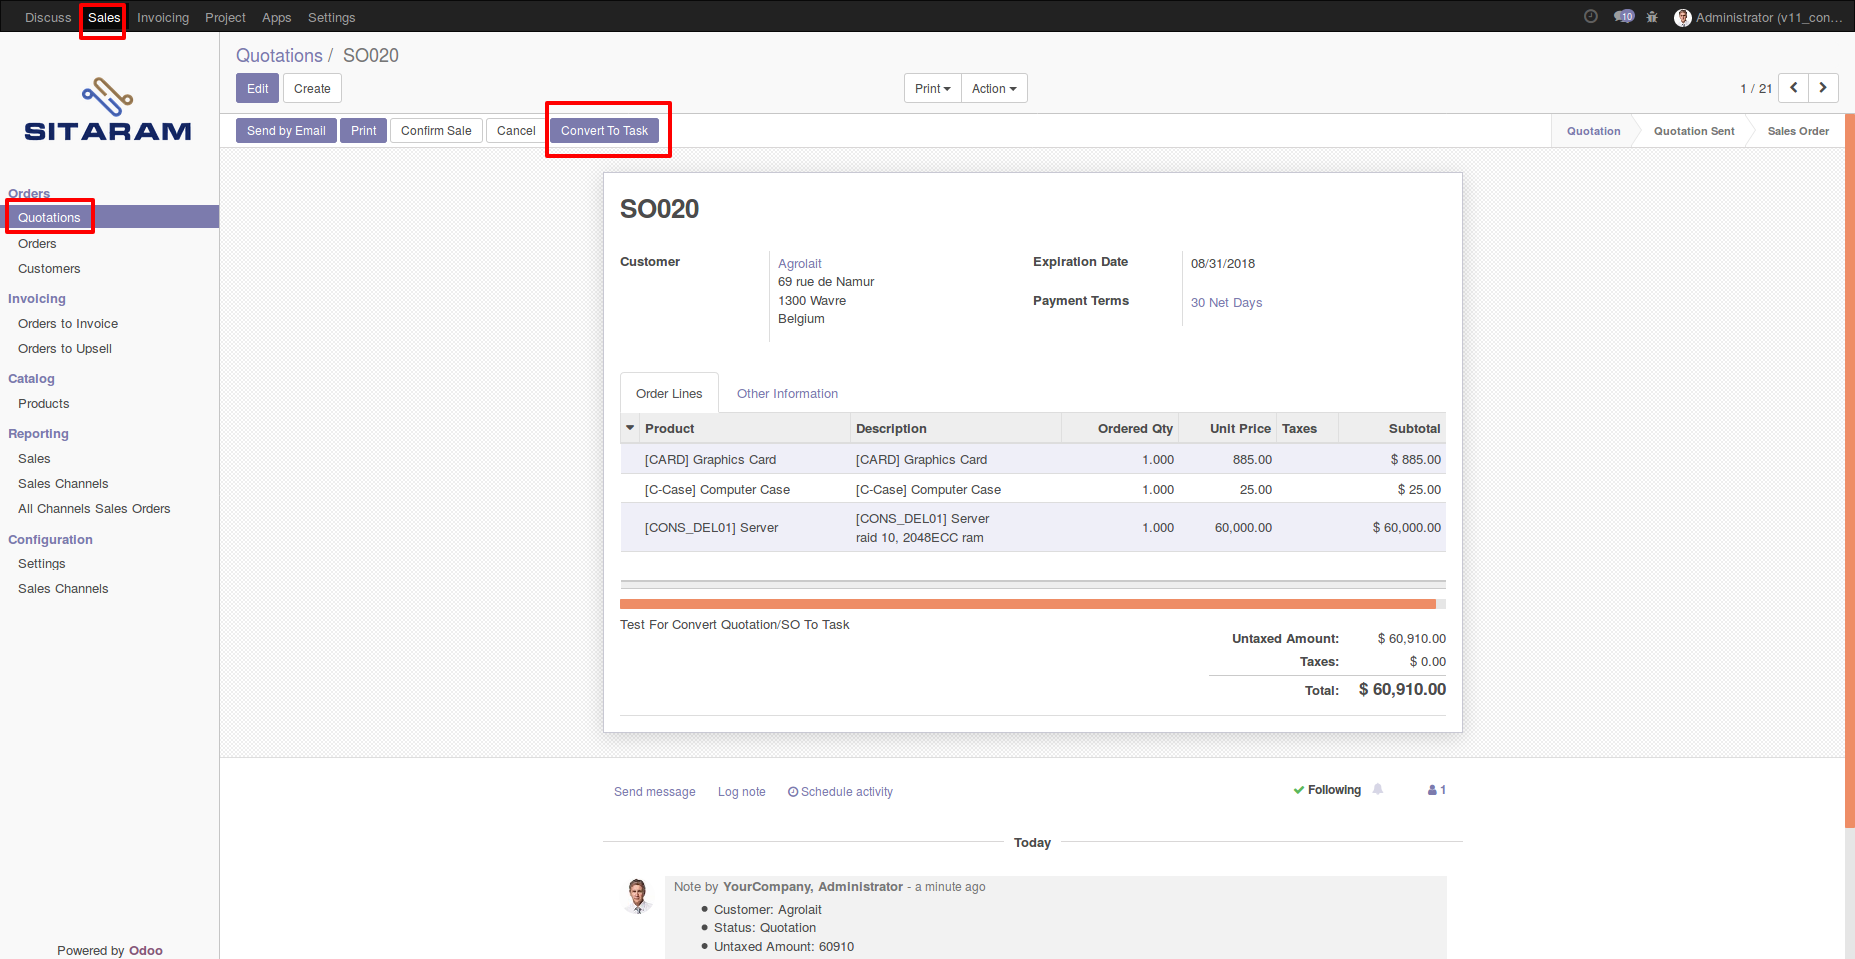 Discuss Sales Invoicing Project Apps Settings 10 Administrator (v11_con...
Quotations / SO020
Edit Create Print Action 1 / 21
Send by Email Print Confirm Sale Cancel Convert To Task Quotation Quotation Sent Sales Order
SITARAM
Orders
Quotations
Orders
Customers
Invoicing
Orders to Invoice
Orders to Upsell
Catalog
Products
Reporting
Sales
Sales Channels
All Channels Sales Orders
Configuration
Settings
Sales Channels
Powered by Odoo
SO020
Customer Agrolait
69 rue de Namur
1300 Wavre
Belgium
Expiration Date 08/31/2018
Payment Terms 30 Net Days
Order Lines Other Information
Product Description Ordered Qty Unit Price Taxes Subtotal
[CARD] Graphics Card [CARD] Graphics Card 1.000 885.00 $ 885.00
[C-Case] Computer Case [C-Case] Computer Case 1.000 25.00 $ 25.00
[CONS_DEL01] Server [CONS_DEL01] Server
raid 10, 2048ECC ram 1.000 60,000.00 $ 60,000.00
Test For Convert Quotation/SO To Task
Untaxed Amount: $ 60,910.00
Taxes: $ 0.00
Total: $ 60,910.00
Send message Log note Schedule activity Following 1
Today
Note by YourCompany, Administrator - a minute ago
Customer: Agrolait
Status: Quotation
Untaxed Amount: 60910